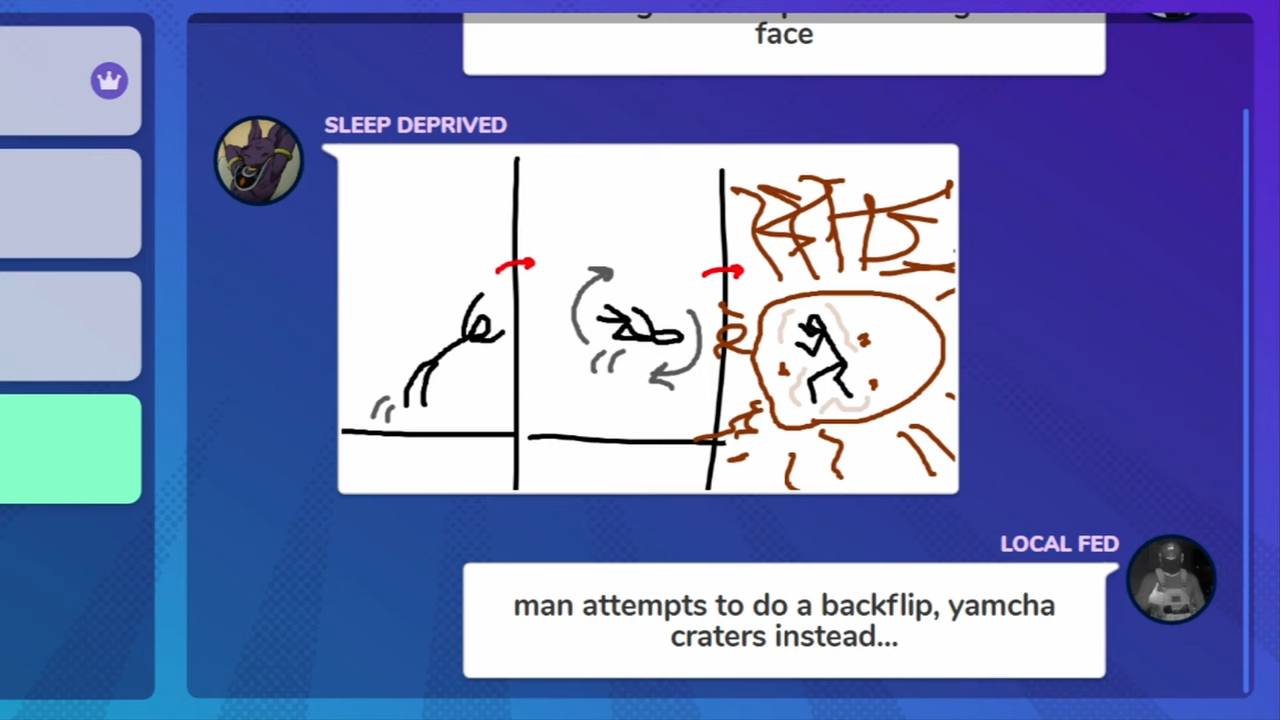 face
SLEEP DEPRIVED
LOCAL FED
man attempts to do a backflip, yamcha
craters instead...